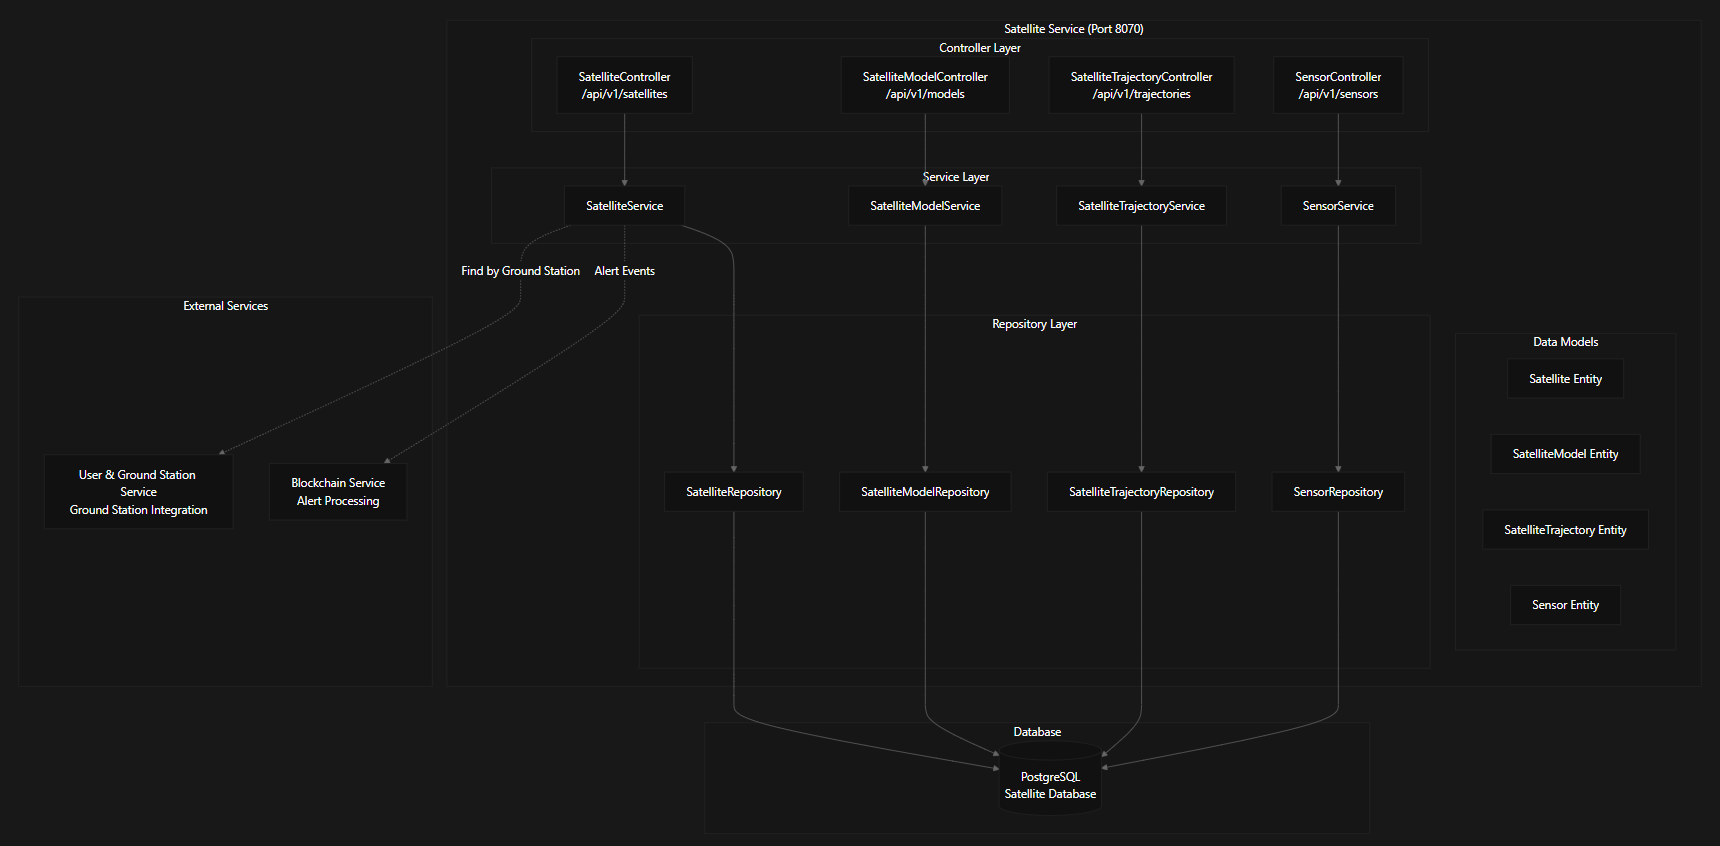 Satellite Service (Port 8070)
Controller Layer
SatelliteController
/api/v1/satellites
SatelliteModelController
/api/v1/models
SatelliteTrajectoryController
/api/v1/trajectories
SensorController
/api/v1/sensors
Service Layer
SatelliteService
SatelliteModelService
SatelliteTrajectoryService
SensorService
Find by Ground Station
Alert Events
External Services
User & Ground Station
Service
Ground Station Integration
Blockchain Service
Alert Processing
Repository Layer
SatelliteRepository
SatelliteModelRepository
SatelliteTrajectoryRepository
SensorRepository
Data Models
Satellite Entity
SatelliteModel Entity
SatelliteTrajectory Entity
Sensor Entity
Database
PostgreSQL
Satellite Database